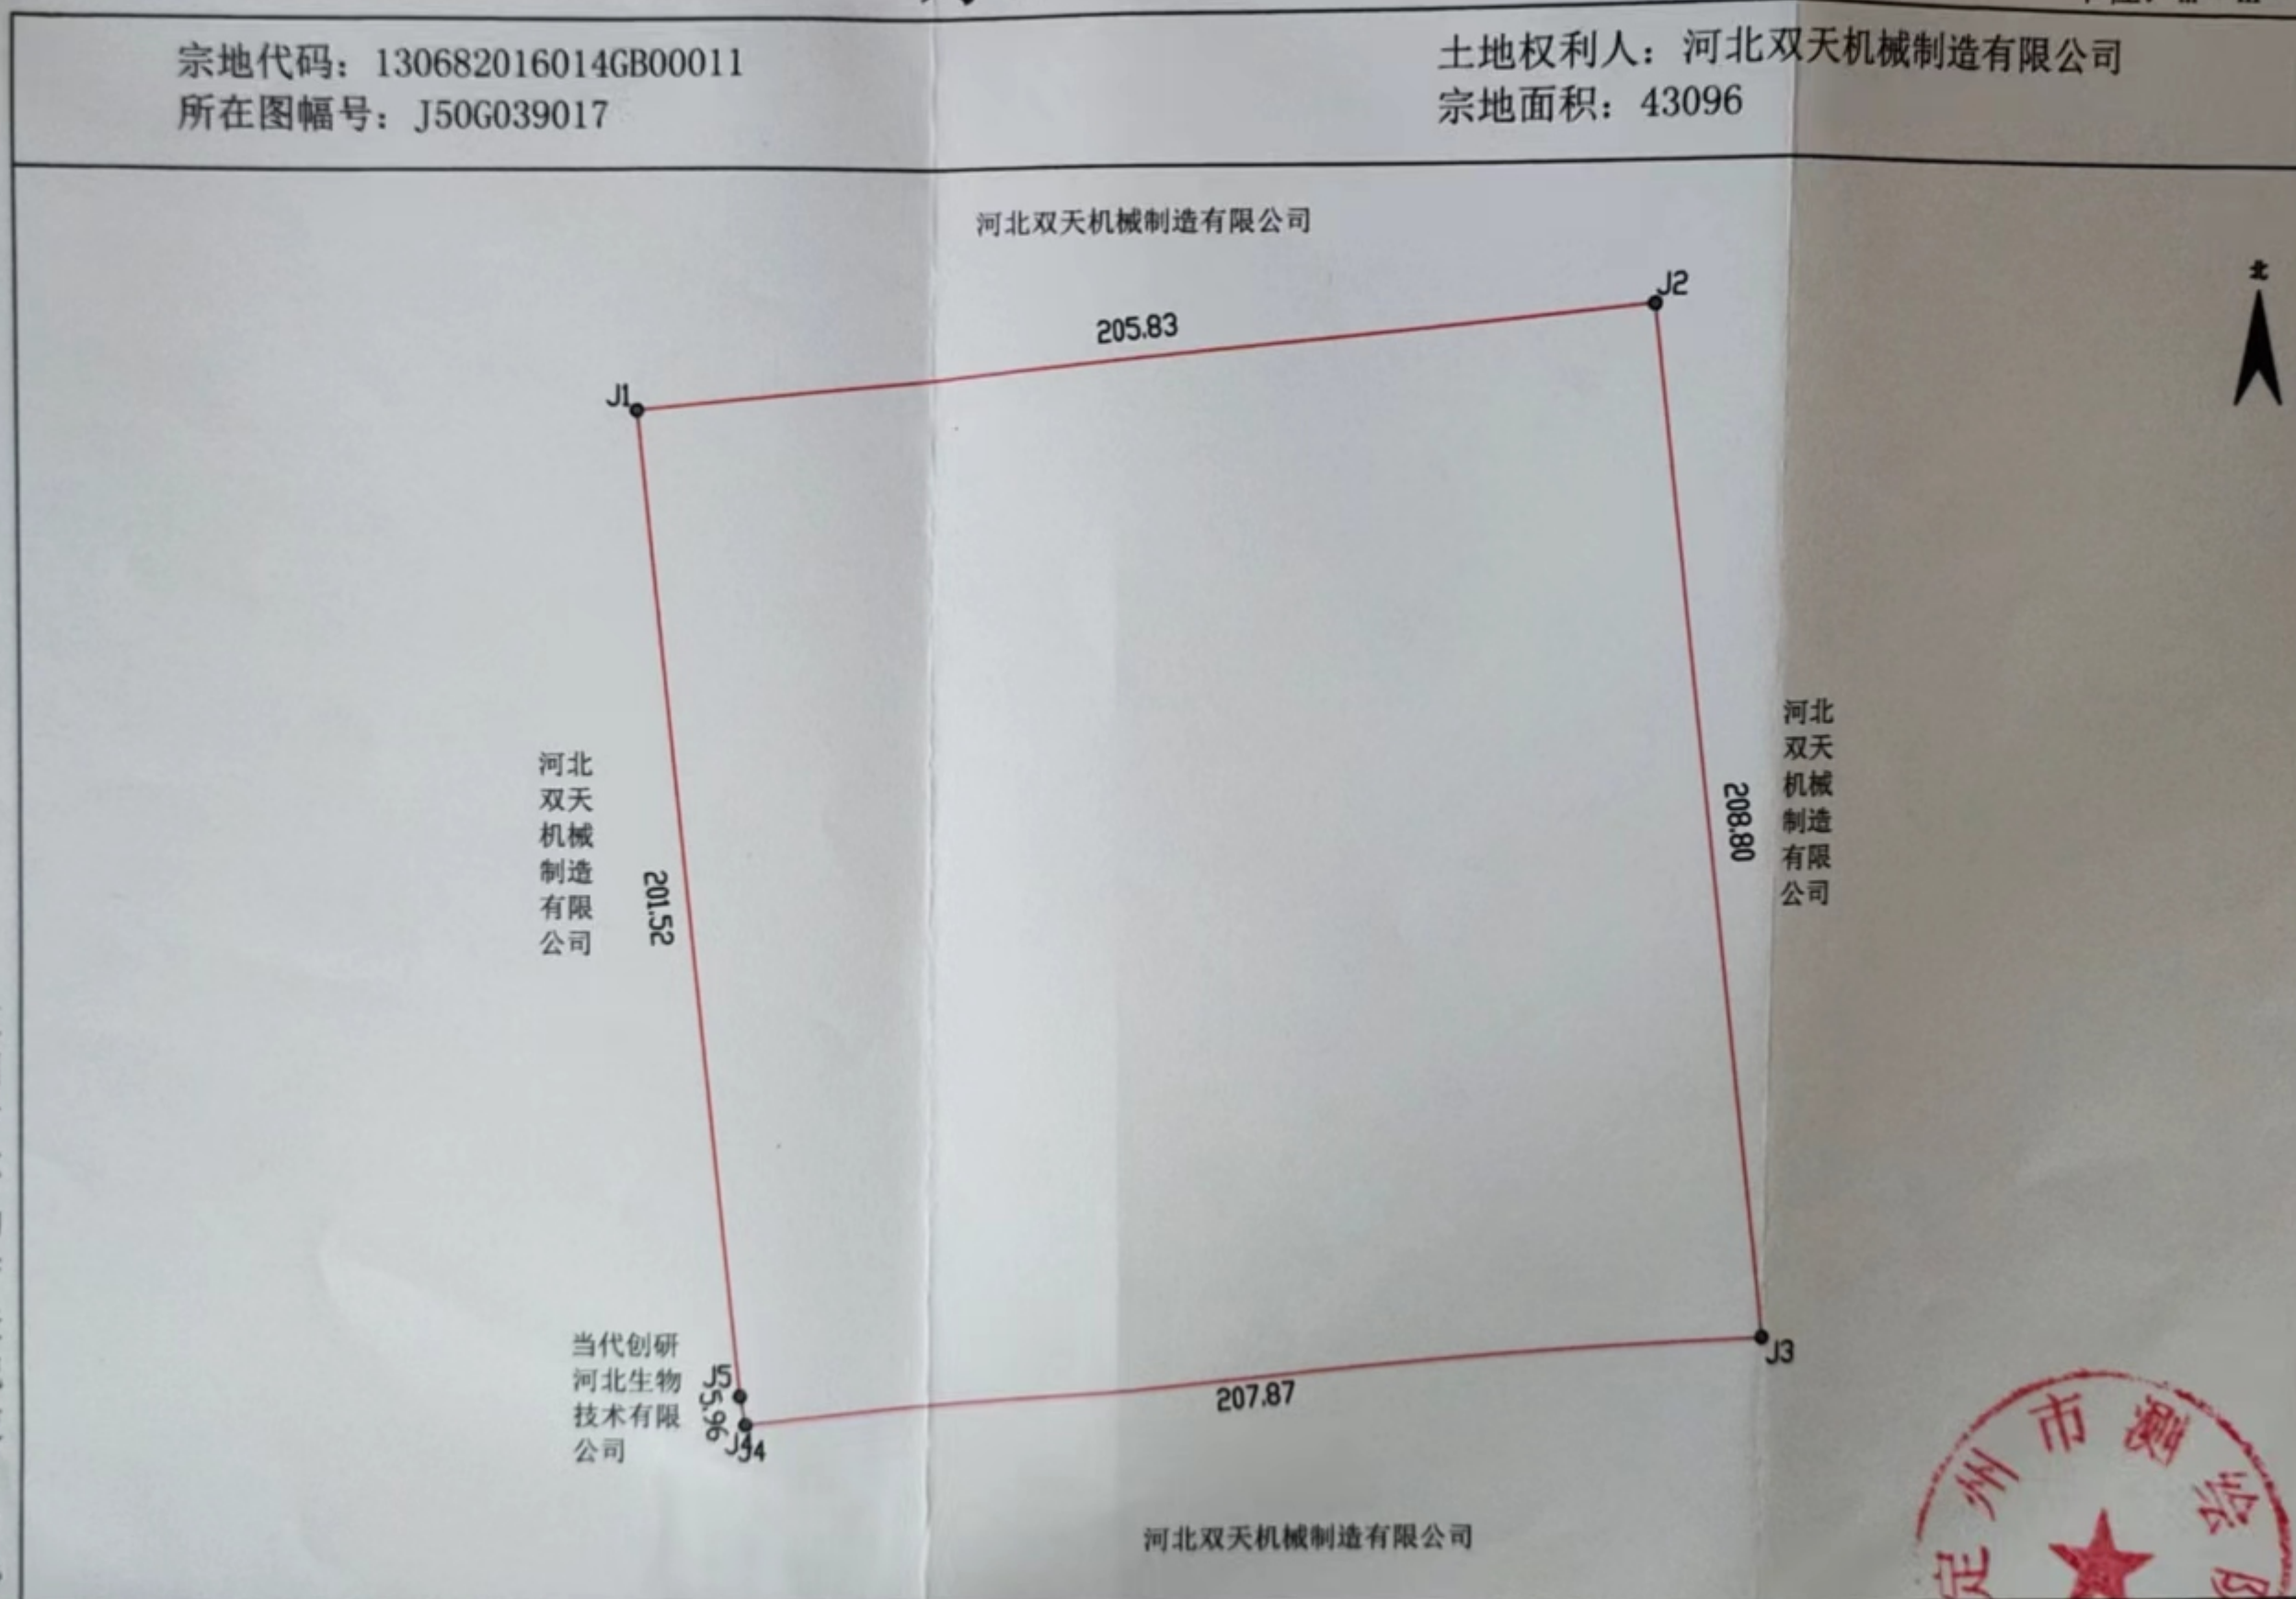 宗地代码：130682016014GB00011
土地权利人：河北双天机械制造有限公司
所在图幅号：J50G039017
宗地面积：43096
河北双天机械制造有限公司
北
J2
205.83
J1
河北
双天
机械
制造
有限
公司
208.80
河北
双天
机械
制造
有限
公司
201.52
J3
当代创研
河北生物
技术有限
公司
J5
5.96
J4
207.87
河北双天机械制造有限公司
定州市测绘